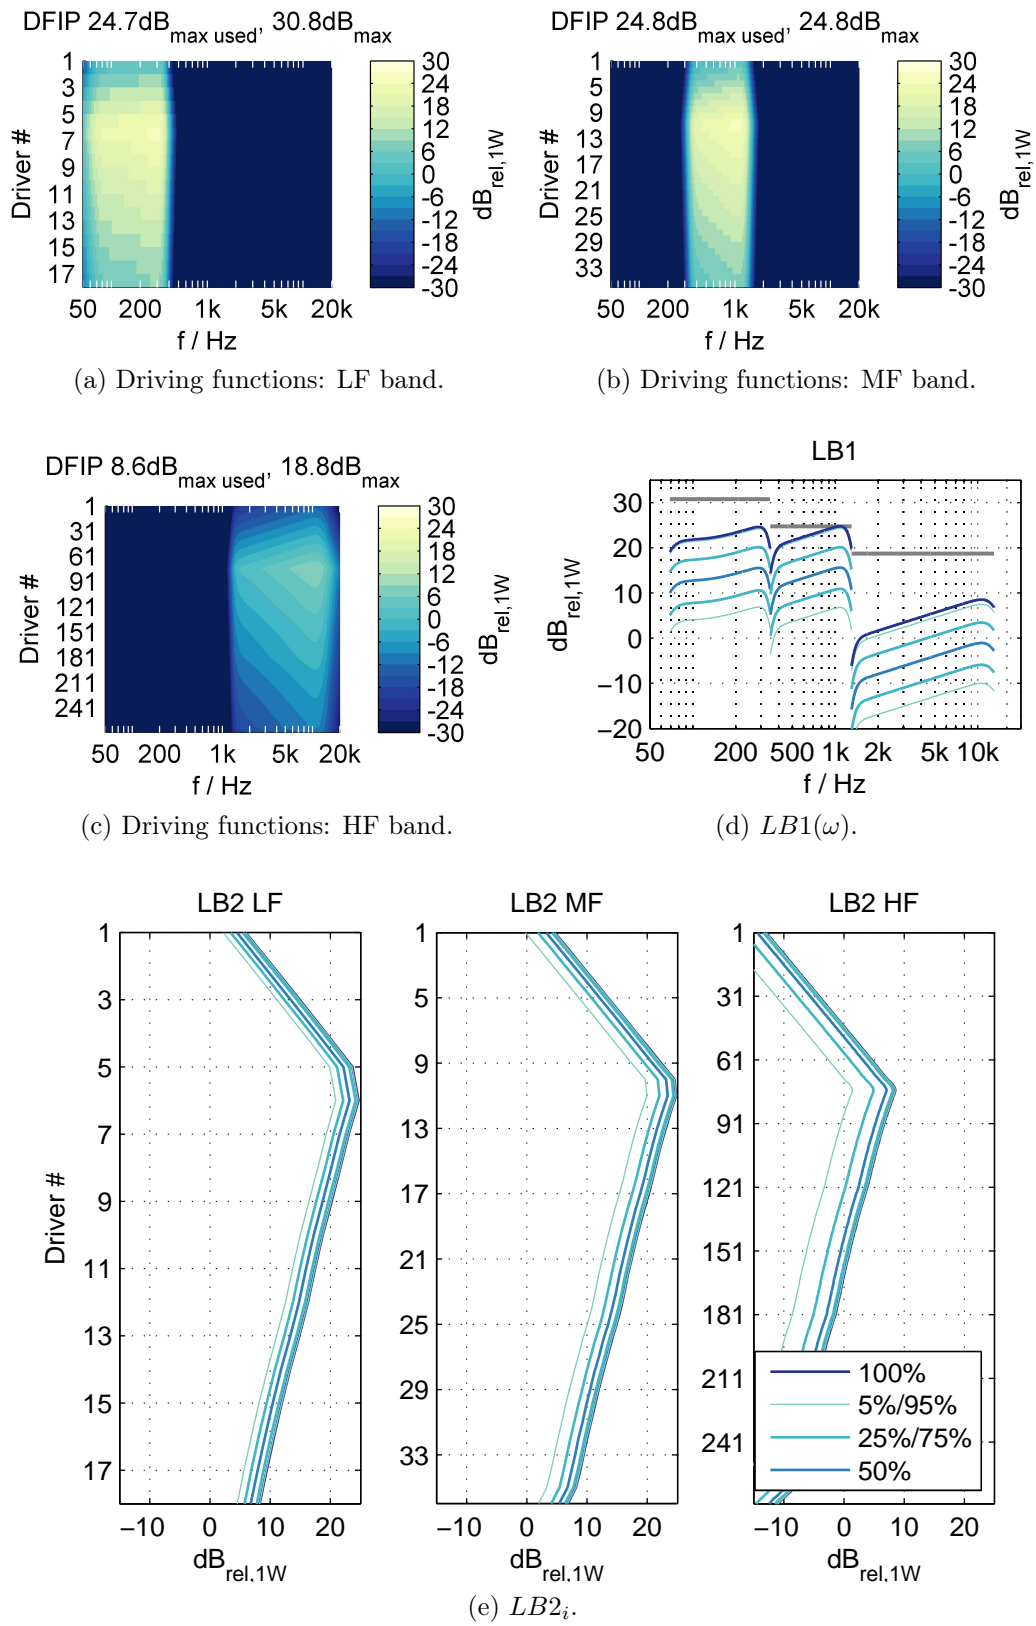 DFIP 24.7dB max used, 30.8dB max
1
3
5
7
9
11
13
15
17
Driver #
50 200 1k 5k 20k
f / Hz
30
24
18
12
6
0
-6
-12
-18
-24
-30
dB rel,1W
(a) Driving functions: LF band.
DFIP 24.8dB max used, 24.8dB max
1
5
9
13
17
21
25
29
33
Driver #
50 200 1k 5k 20k
f / Hz
30
24
18
12
6
0
-6
-12
-18
-24
-30
dB rel,1W
(b) Driving functions: MF band.
DFIP 8.6dB max used, 18.8dB max
1
31
61
91
121
151
181
211
241
Driver #
50 200 1k 5k 20k
f / Hz
30
24
18
12
6
0
-6
-12
-18
-24
-30
dB rel,1W
(c) Driving functions: HF band.
LB1
30
20
10
0
−10
−20
dB rel,1W
50 200 500 1k 2k 5k 10k
f / Hz
(d) LB1(ω).
LB2 LF
1
3
5
7
9
11
13
15
17
Driver #
−10 0 10 20
dB rel,1W
LB2 MF
1
5
9
13
17
21
25
29
33
−10 0 10 20
dB rel,1W
LB2 HF
1
31
61
91
121
151
181
211
241
100%
5%/95%
25%/75%
50%
−10 0 10 20
dB rel,1W
(e) LB2i.